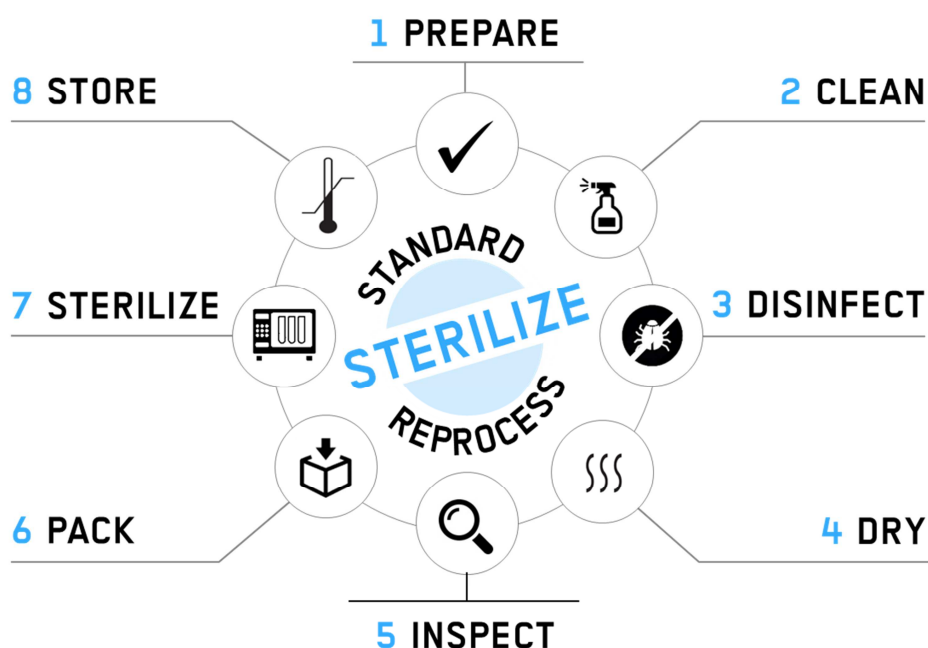 1 PREPARE
2 CLEAN
3 DISINFECT
4 DRY
5 INSPECT
6 PACK
7 STERILIZE
8 STORE
STANDARD
STERILIZE
REPROCESS